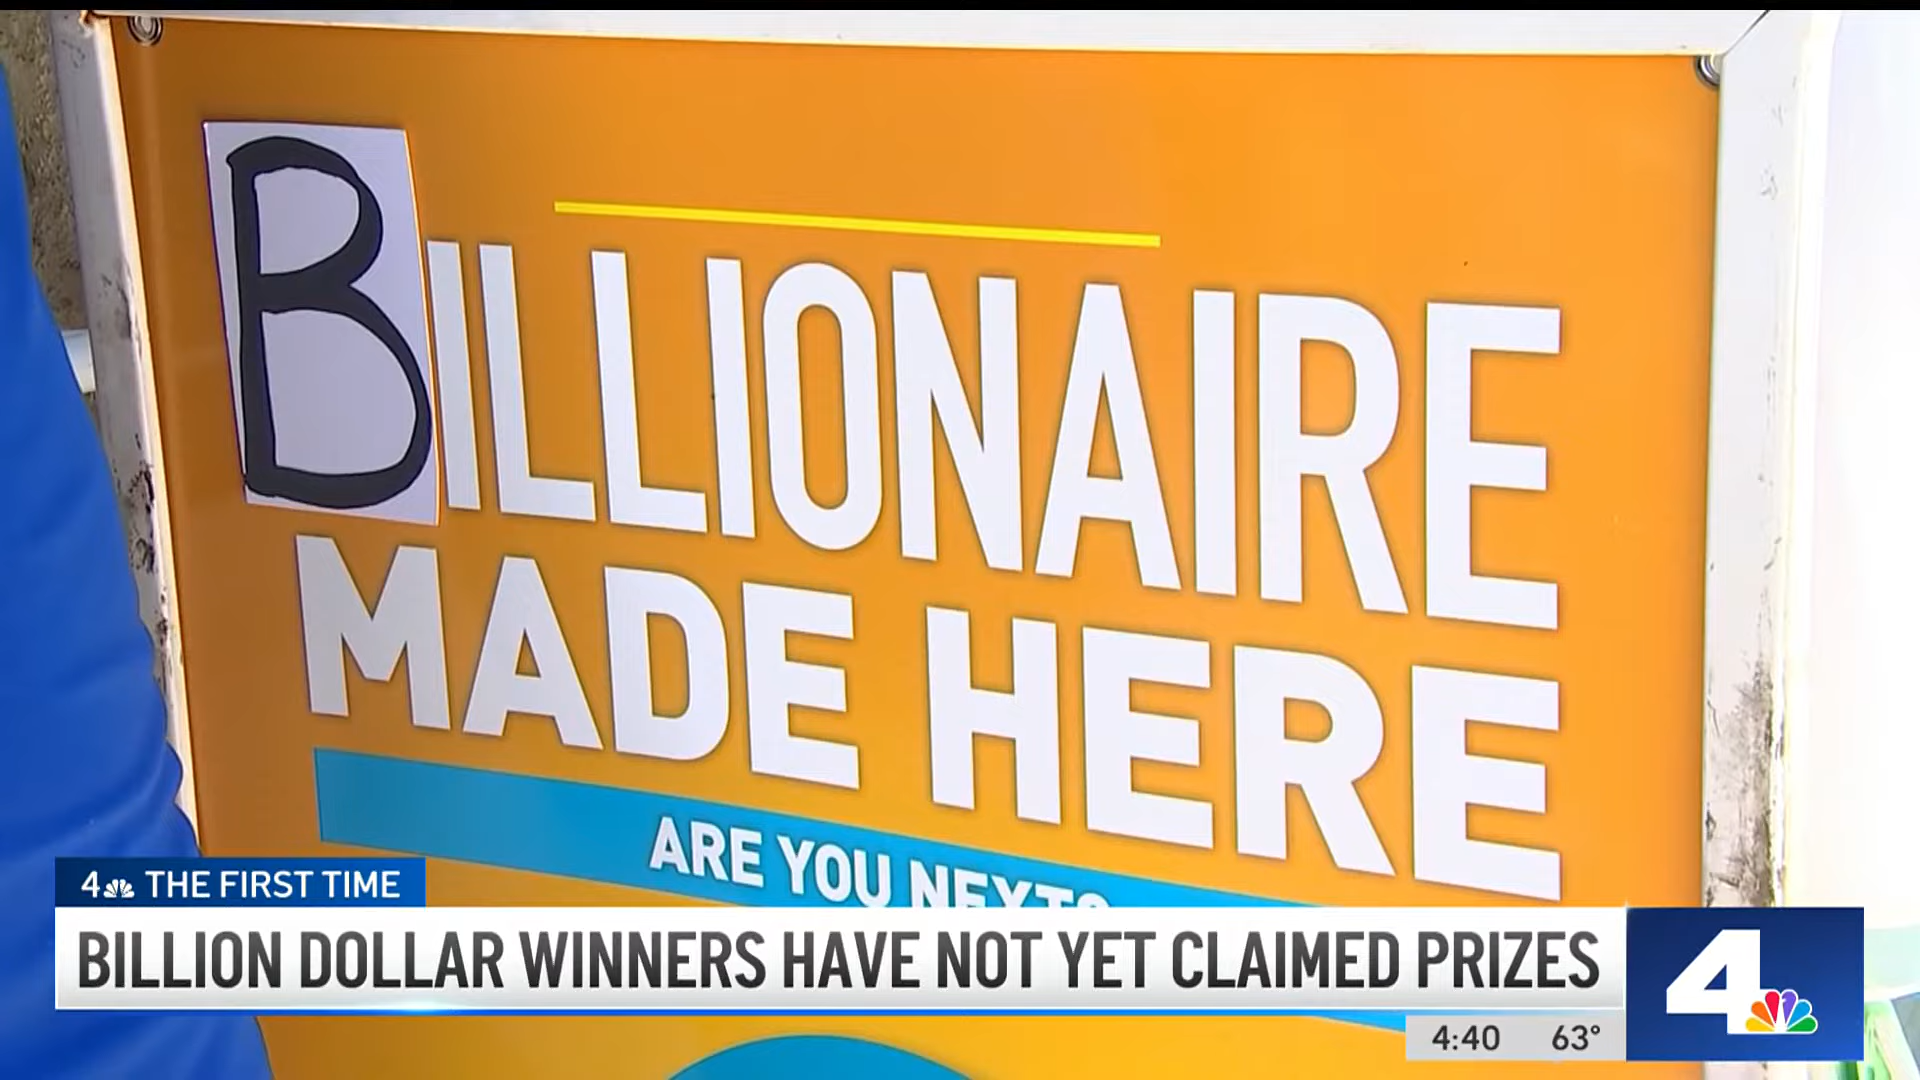 BILLIONAIRE
MADE HERE
ARE YOU NEXT?
4 THE FIRST TIME
BILLION DOLLAR WINNERS HAVE NOT YET CLAIMED PRIZES
4
4:40 63°